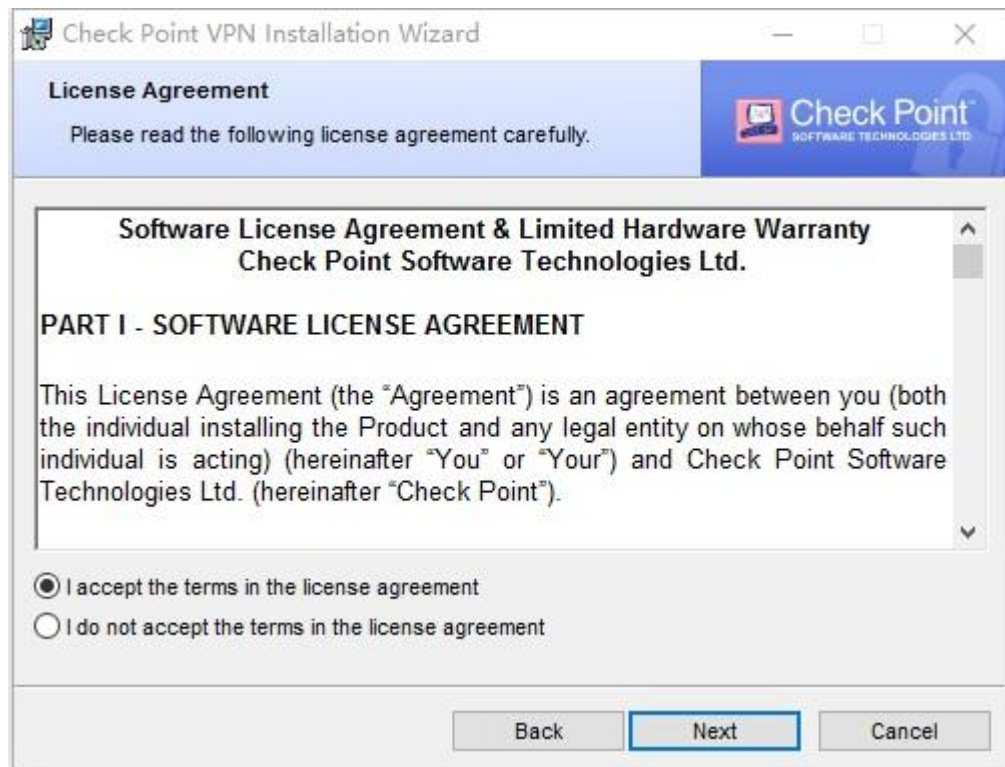 Check Point VPN Installation Wizard
License Agreement
Please read the following license agreement carefully.
Check Point
SOFTWARE TECHNOLOGIES LTD.
Software License Agreement & Limited Hardware Warranty
Check Point Software Technologies Ltd.
PART I - SOFTWARE LICENSE AGREEMENT
This License Agreement (the “Agreement”) is an agreement between you (both
the individual installing the Product and any legal entity on whose behalf such
individual is acting) (hereinafter “You” or “Your”) and Check Point Software
Technologies Ltd. (hereinafter “Check Point”).
I accept the terms in the license agreement
I do not accept the terms in the license agreement
Back
Next
Cancel